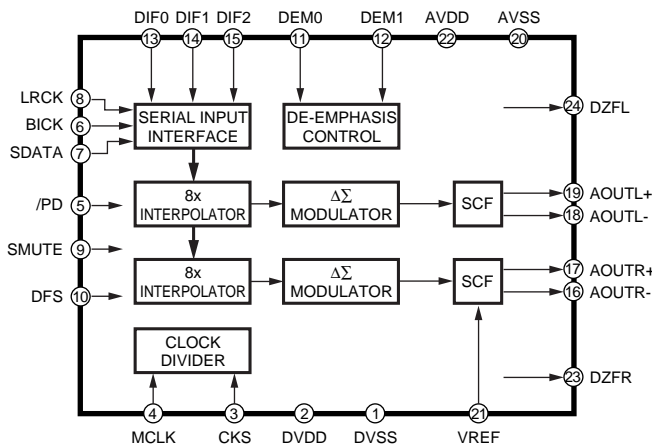 DIF0 DIF1 DIF2 DEM0 DEM1 AVDD AVSS
13 14 15 11 12 22 20
LRCK 8
BICK 6
SDATA 7
SERIAL INPUT
INTERFACE
DE-EMPHASIS
CONTROL
24 DZFL
/PD 5
8x
INTERPOLATOR
ΔΣ
MODULATOR
SCF
19 AOUTL+
18 AOUTL-
SMUTE 9
DFS 10
8x
INTERPOLATOR
ΔΣ
MODULATOR
SCF
17 AOUTR+
16 AOUTR-
CLOCK
DIVIDER
23 DZFR
4 3 2 1 21
MCLK CKS DVDD DVSS VREF